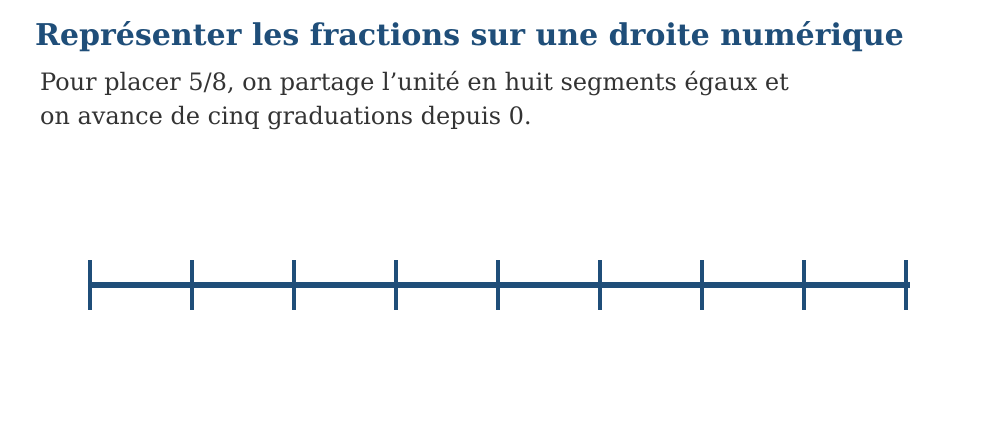 Représenter les fractions sur une droite numérique
Pour placer 5/8, on partage l’unité en huit segments égaux et
on avance de cinq graduations depuis 0.